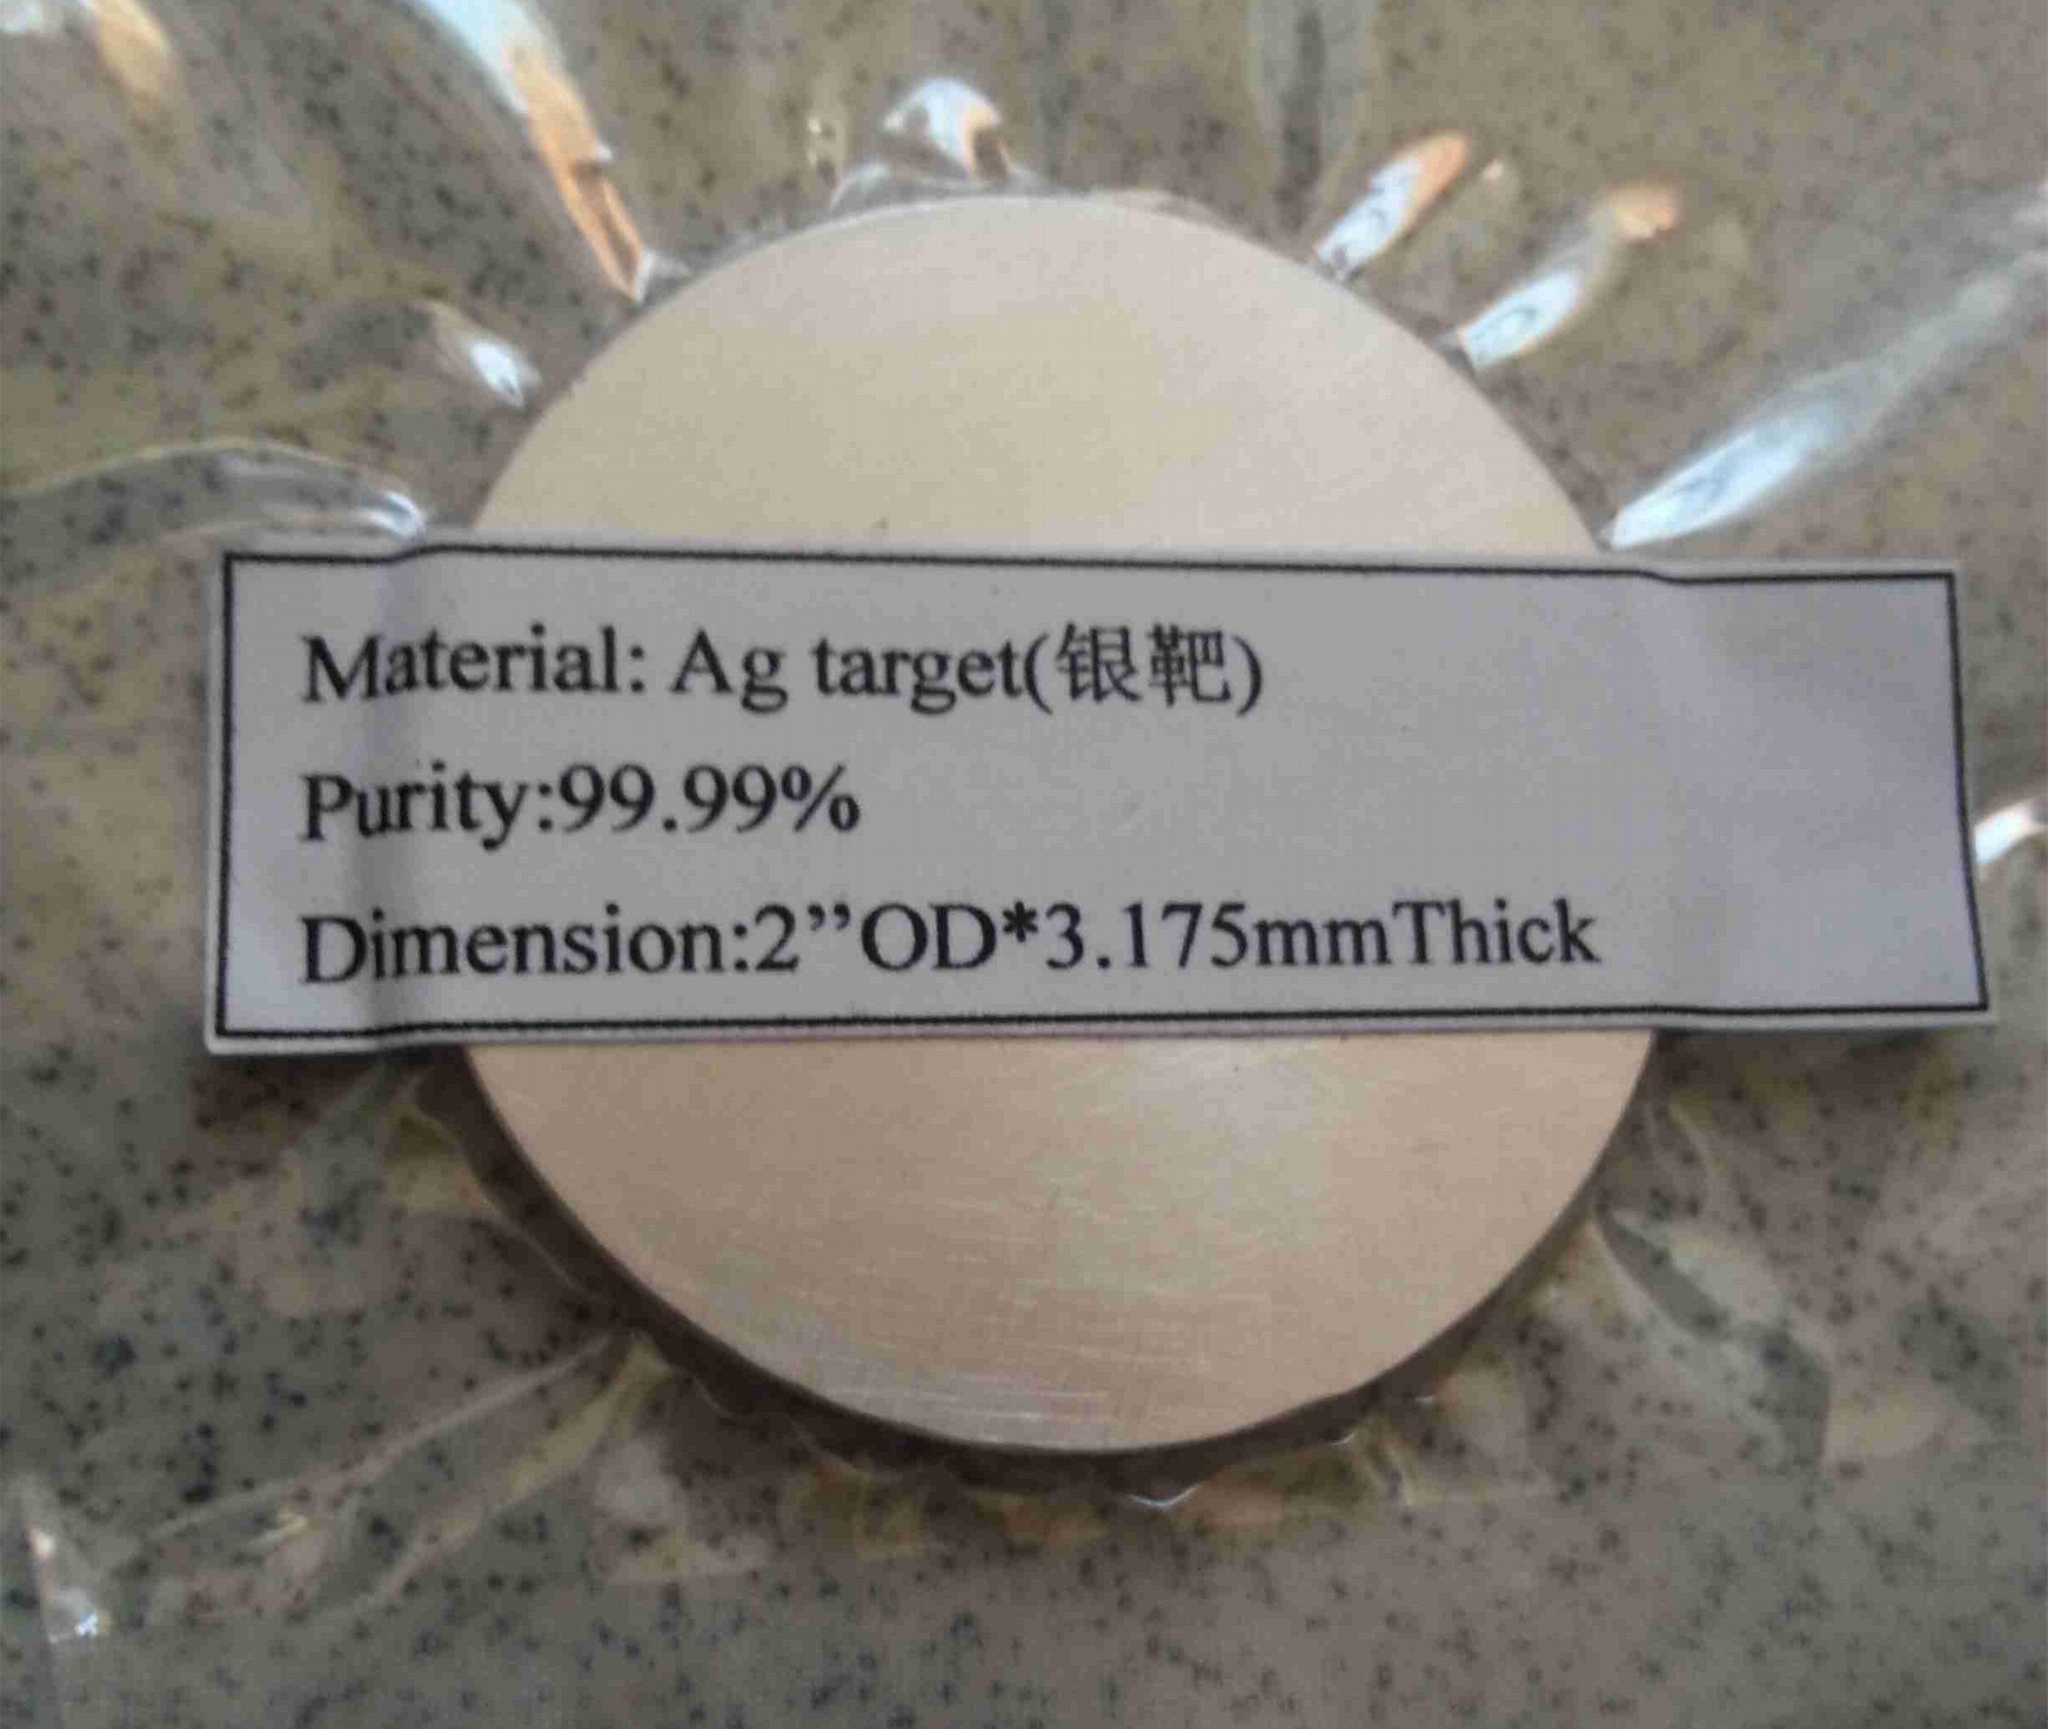 Material: Ag target(银靶)
Purity:99.99%
Dimension:2”OD*3.175mmThick